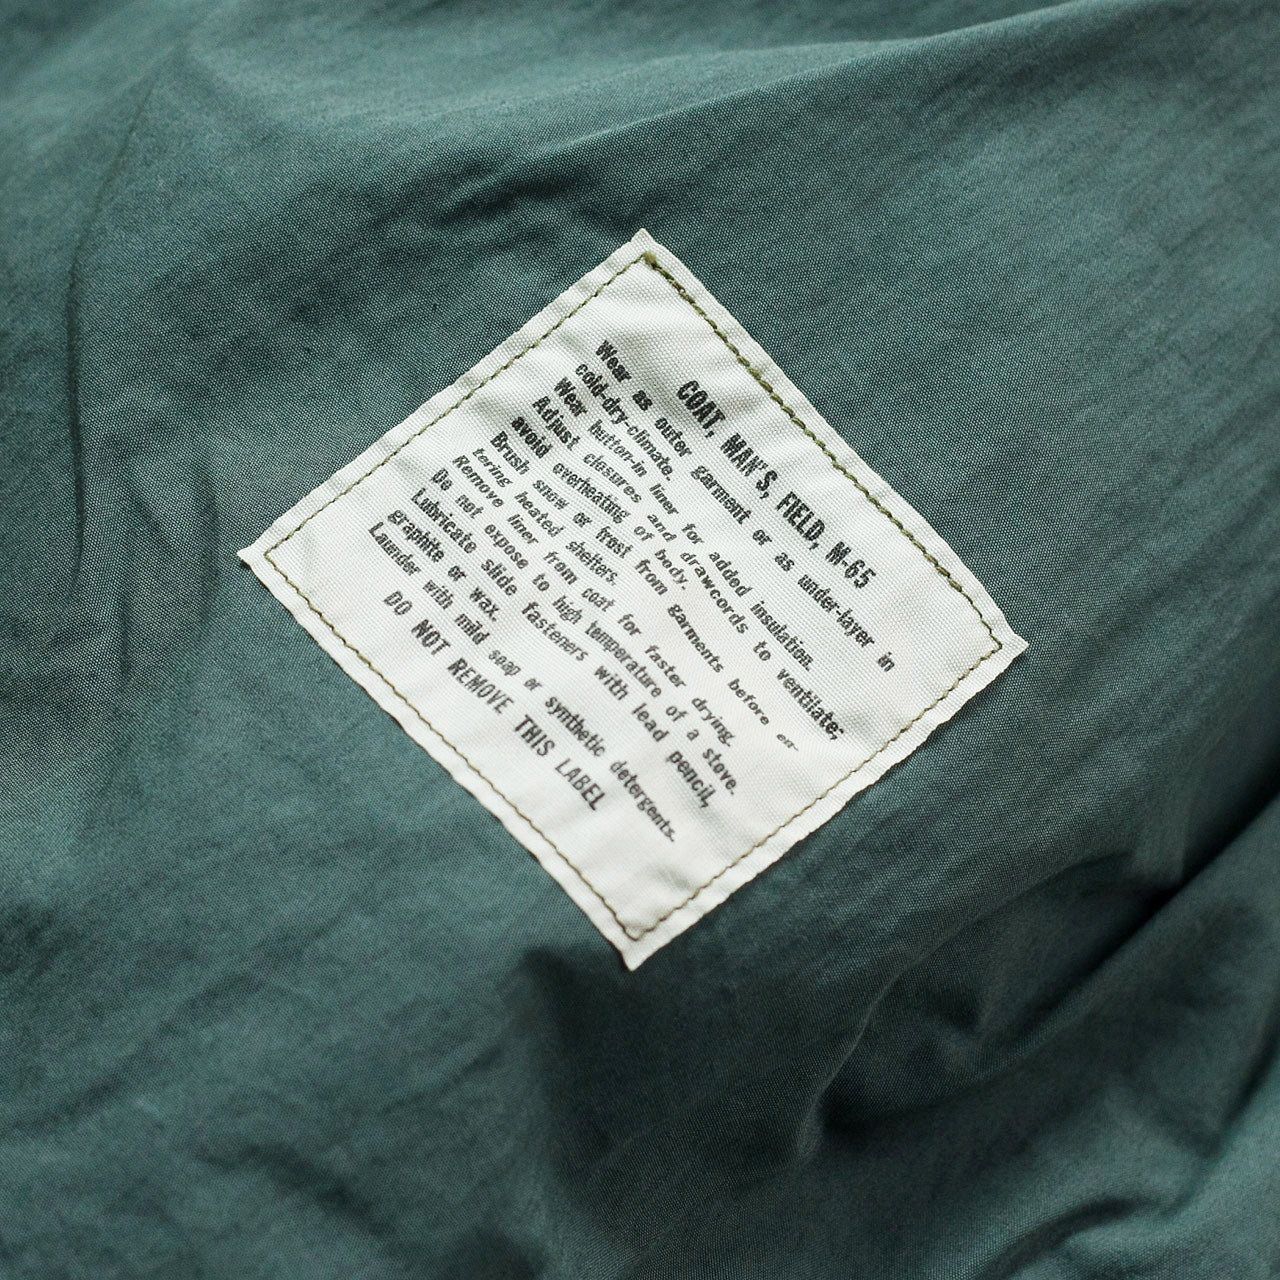 COAT, MAN'S, FIELD, M-65
Wear as outer garment or as under-layer in
cold-dry-climate.
Wear button-in liner for added insulation.
Adjust closures and drawcords to ventilate;
avoid overheating of body.
Brush snow or frost from garments before en-
tering heated shelters.
Remove liner from coat for faster drying.
Do not expose to high temperature of a stove.
Lubricate slide fasteners with lead pencil,
graphite or wax.
Launder with mild soap or synthetic detergents.
DO NOT REMOVE THIS LABEL